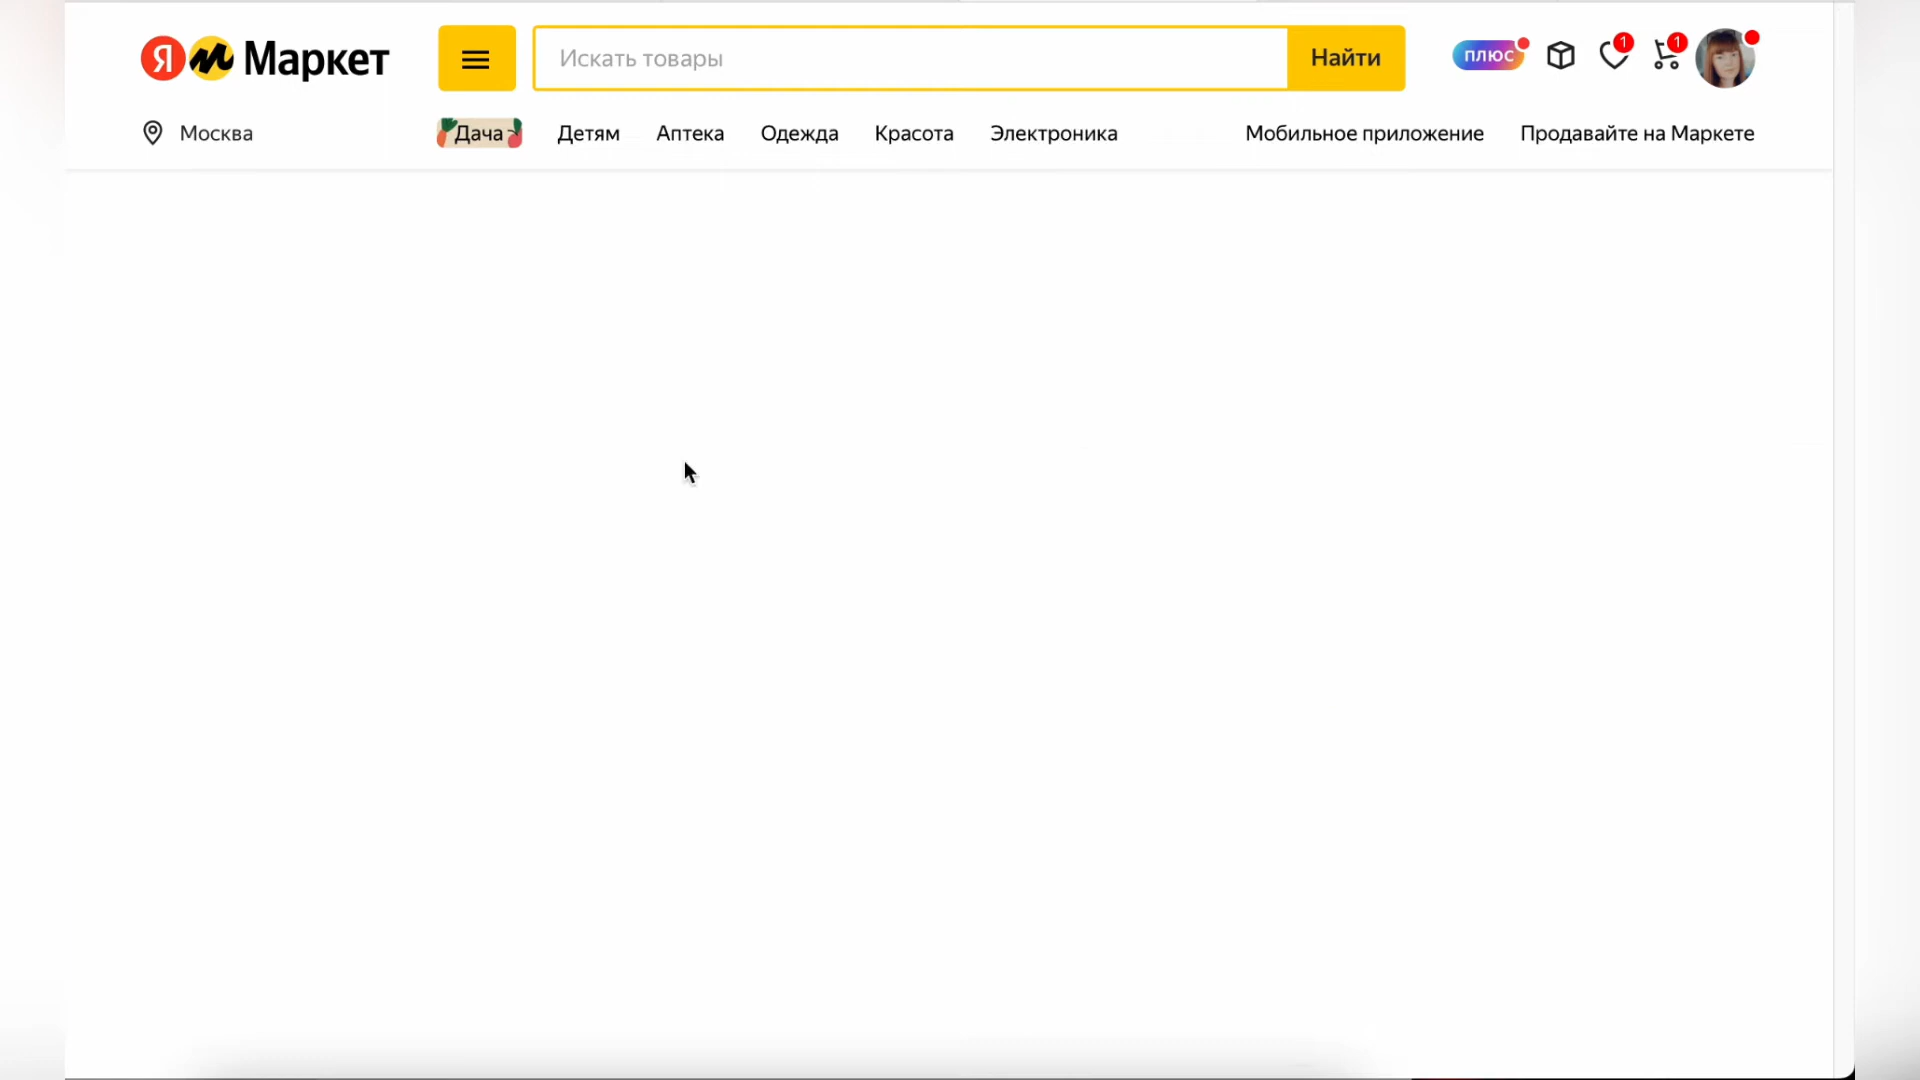 Я м Маркет
Искать товары
Найти
плюс
1
1
Москва
Дача
Детям
Аптека
Одежда
Красота
Электроника
Мобильное приложение
Продавайте на Маркете